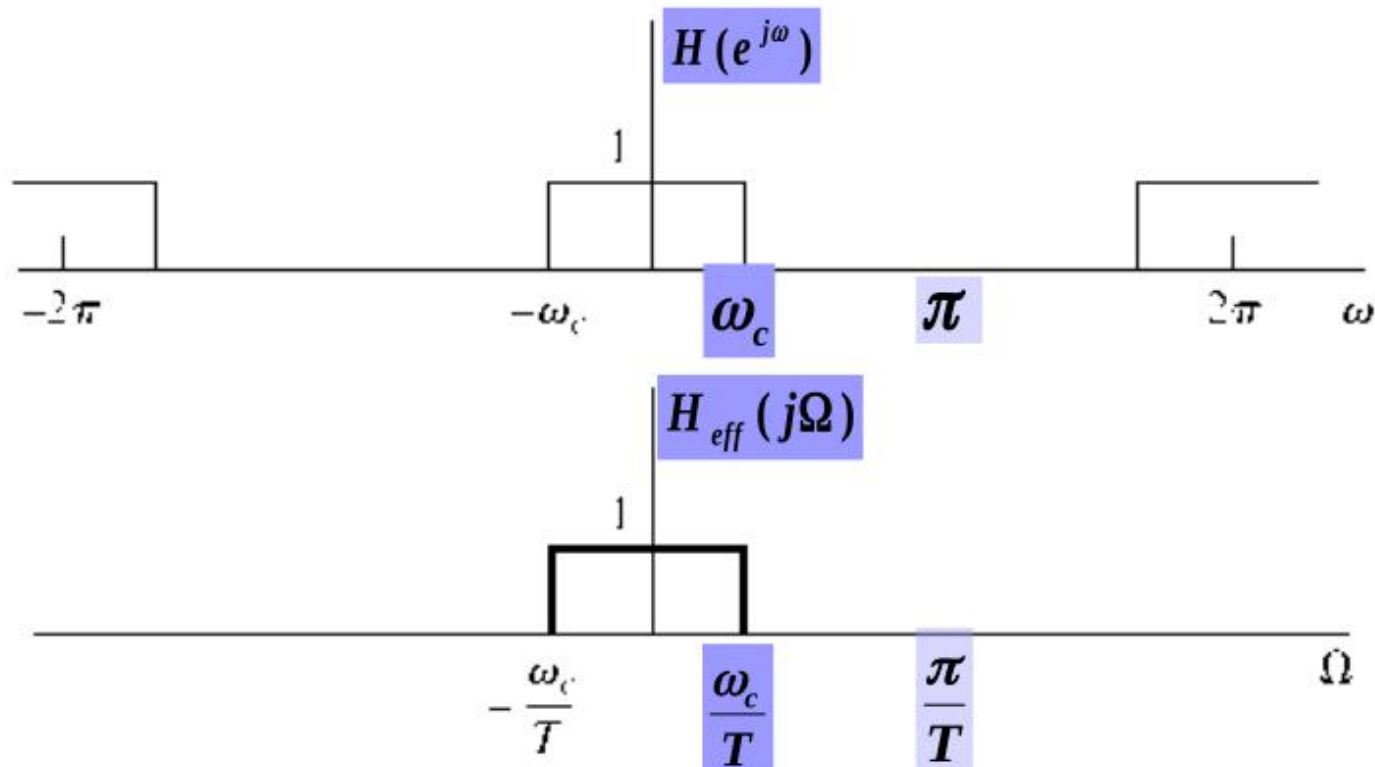 H(e^{jω})
1
-2π -ω_c ω_c π 2π ω
H_{eff}(jΩ)
1
-ω_c/T ω_c/T π/T Ω